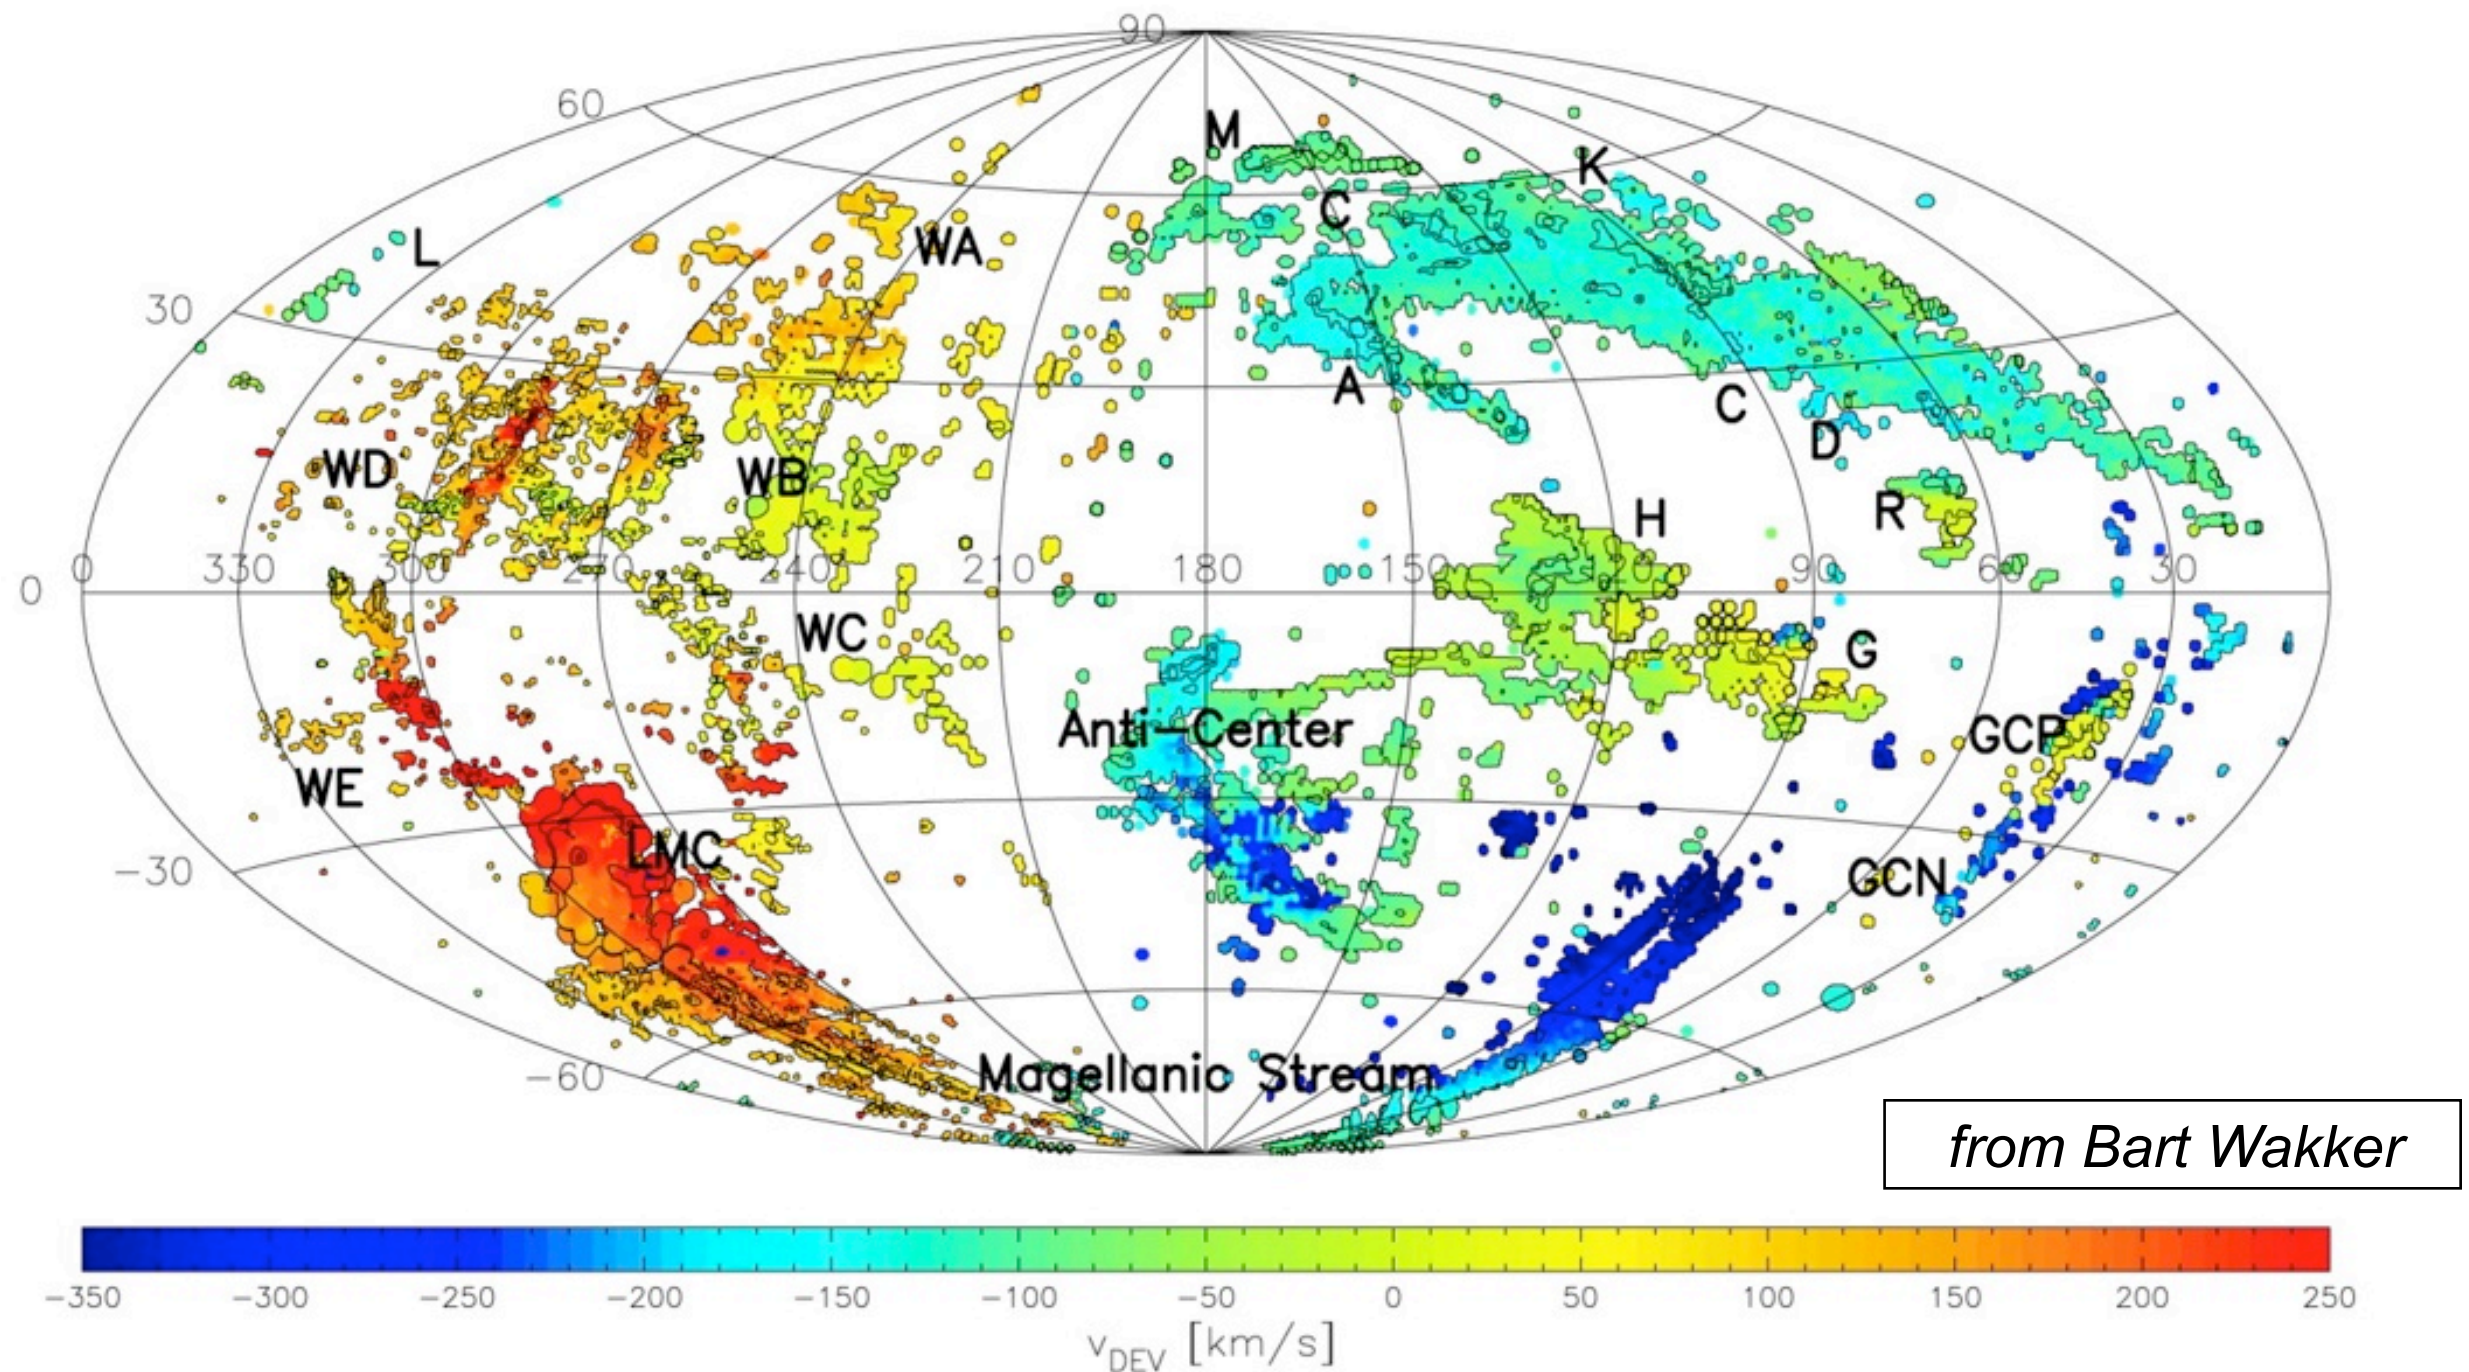 90
60
M
K
C
L
WA
30
A
C
D
WD
WB
R
H
0
0 330 300 270 240 210 180 150 120 90 60 30
WC
G
Anti-Center
GCP
WE
LMC
-30
GCN
-60
Magellanic Stream
from Bart Wakker
-350 -300 -250 -200 -150 -100 -50 0 50 100 150 200 250
vDEV [km/s]